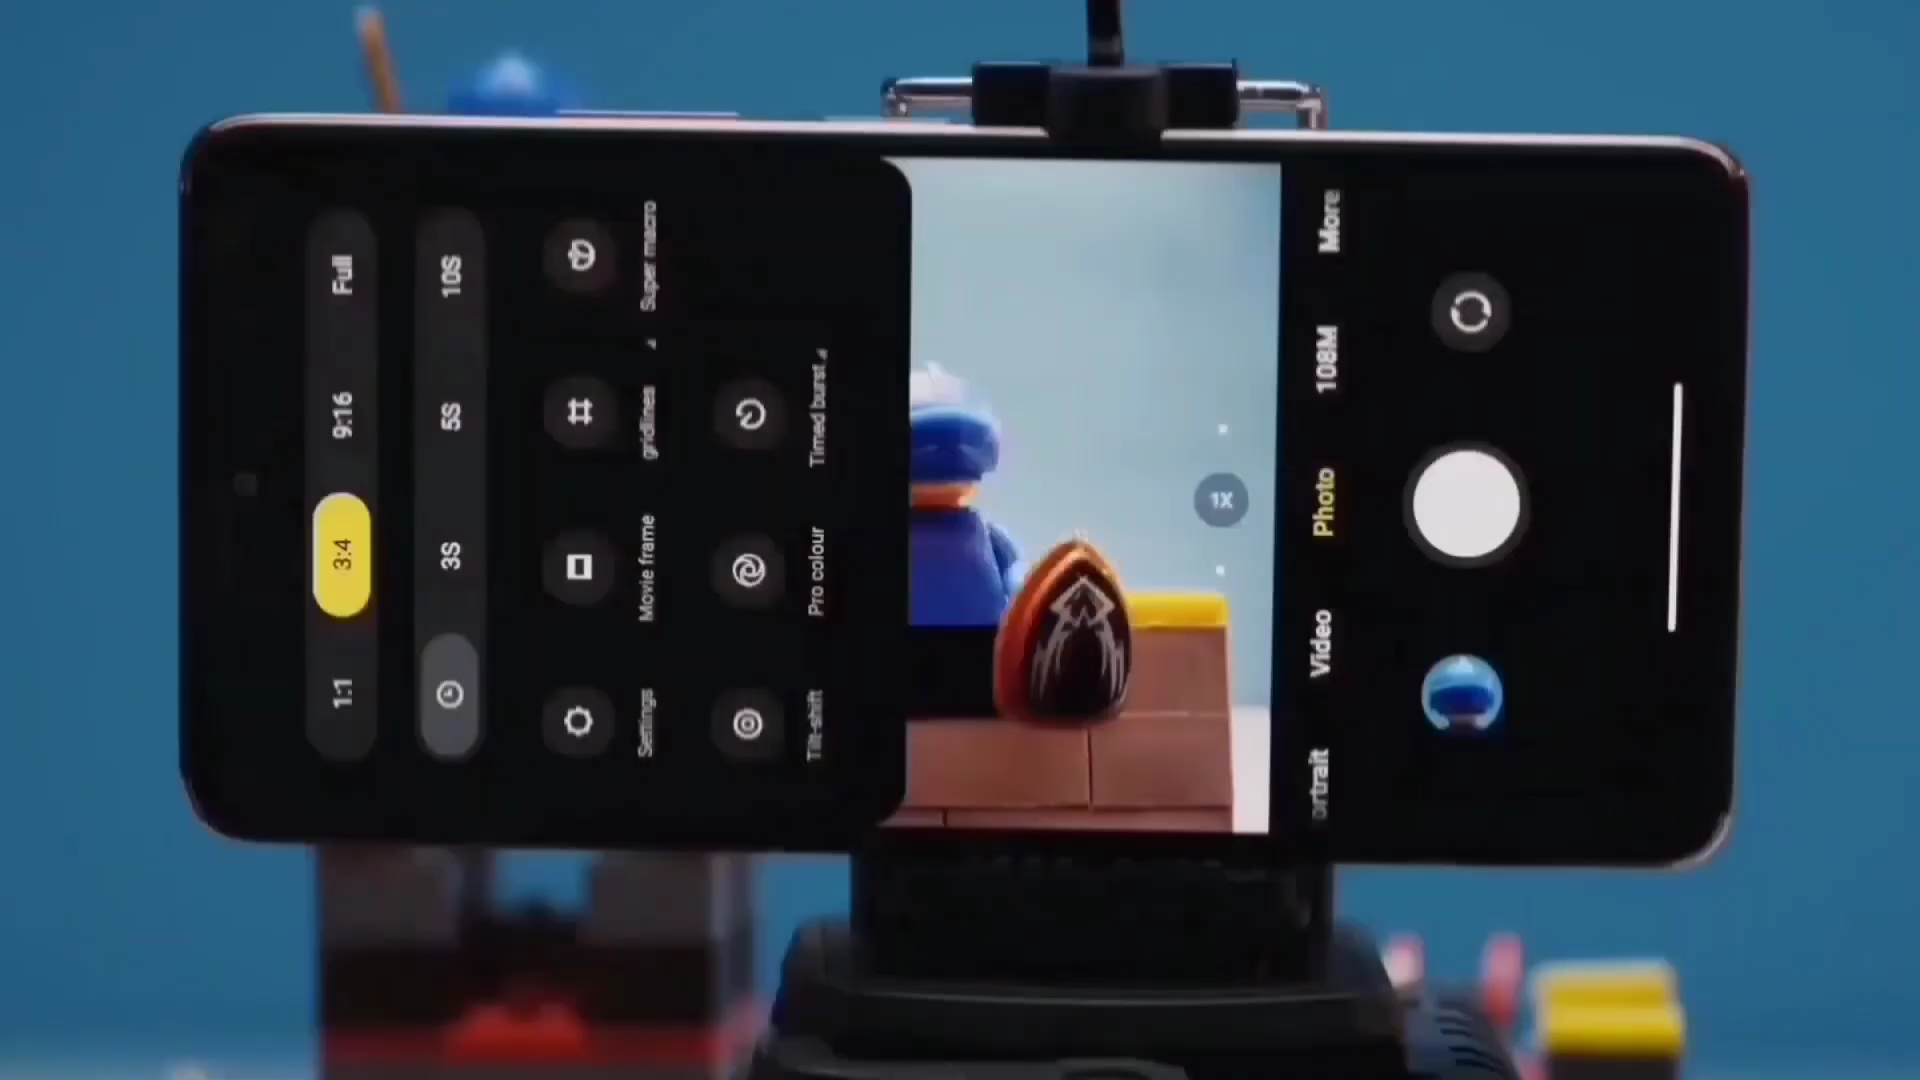 1:1 3:4 9:16 Full
3S 5S 10S
Settings Movie frame gridlines Super macro
Tilt-shift Pro colour Timed burst
1X
ortrait Video Photo 108M More